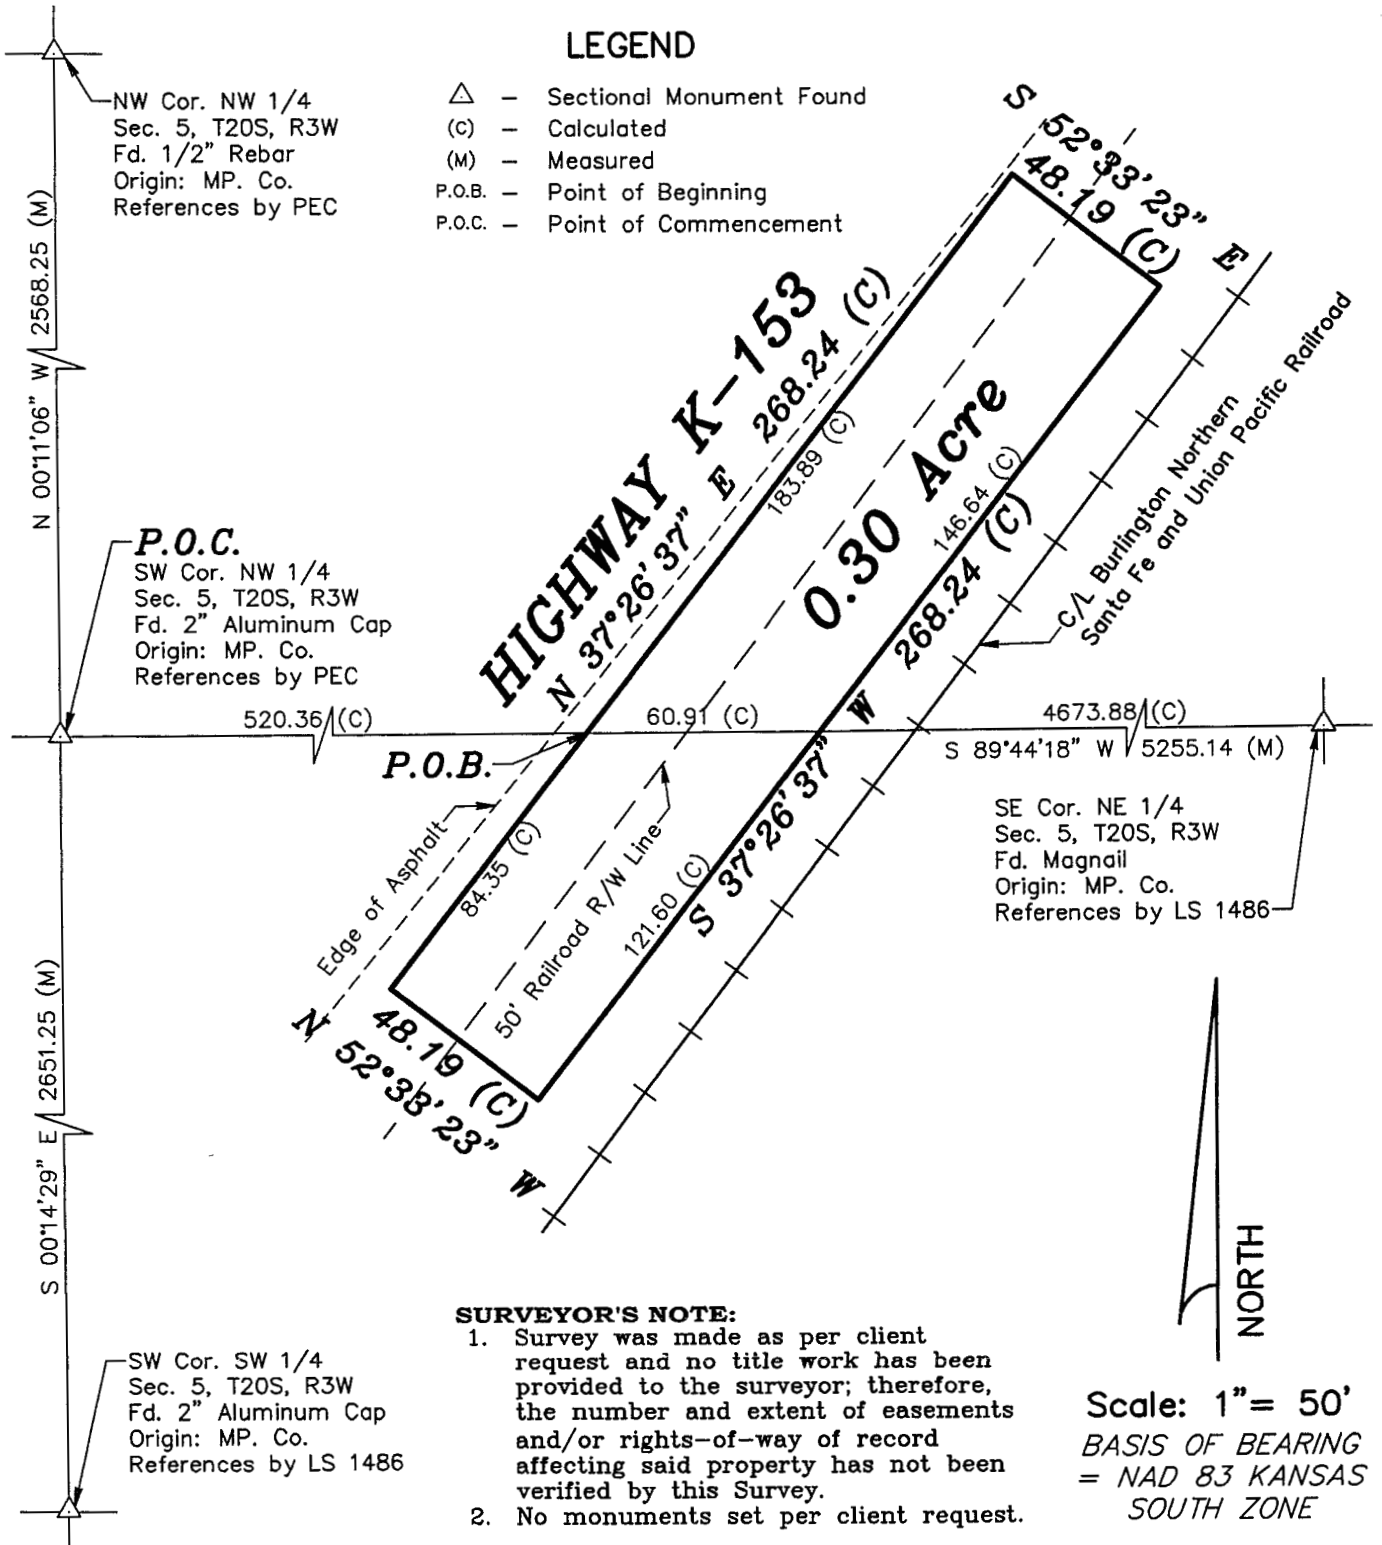 LEGEND
△ – Sectional Monument Found
(C) – Calculated
(M) – Measured
P.O.B. – Point of Beginning
P.O.C. – Point of Commencement
NW Cor. NW 1/4
Sec. 5, T20S, R3W
Fd. 1/2" Rebar
Origin: MP. Co.
References by PEC
N 00°11'06" W 2568.25 (M)
S 52°33'23" E
48.19 (C)
HIGHWAY K-153
N 37°26'37" E 268.24 (C)
183.89 (C)
0.30 Acre
146.64 (C)
S 37°26'37" W 268.24 (C)
C/L Burlington Northern
Santa Fe and Union Pacific Railroad
P.O.C.
SW Cor. NW 1/4
Sec. 5, T20S, R3W
Fd. 2" Aluminum Cap
Origin: MP. Co.
References by PEC
520.36 (C)
60.91 (C)
4673.88 (C)
S 89°44'18" W 5255.14 (M)
P.O.B.
SE Cor. NE 1/4
Sec. 5, T20S, R3W
Fd. Magnail
Origin: MP. Co.
References by LS 1486
Edge of Asphalt
84.35 (C)
50' Railroad R/W Line
121.60 (C)
48.19 (C)
N 52°33'23" W
S 00°14'29" E 2651.25 (M)
SW Cor. SW 1/4
Sec. 5, T20S, R3W
Fd. 2" Aluminum Cap
Origin: MP. Co.
References by LS 1486
SURVEYOR'S NOTE:
1. Survey was made as per client
request and no title work has been
provided to the surveyor; therefore,
the number and extent of easements
and/or rights-of-way of record
affecting said property has not been
verified by this Survey.
2. No monuments set per client request.
NORTH
Scale: 1"= 50'
BASIS OF BEARING
= NAD 83 KANSAS
SOUTH ZONE